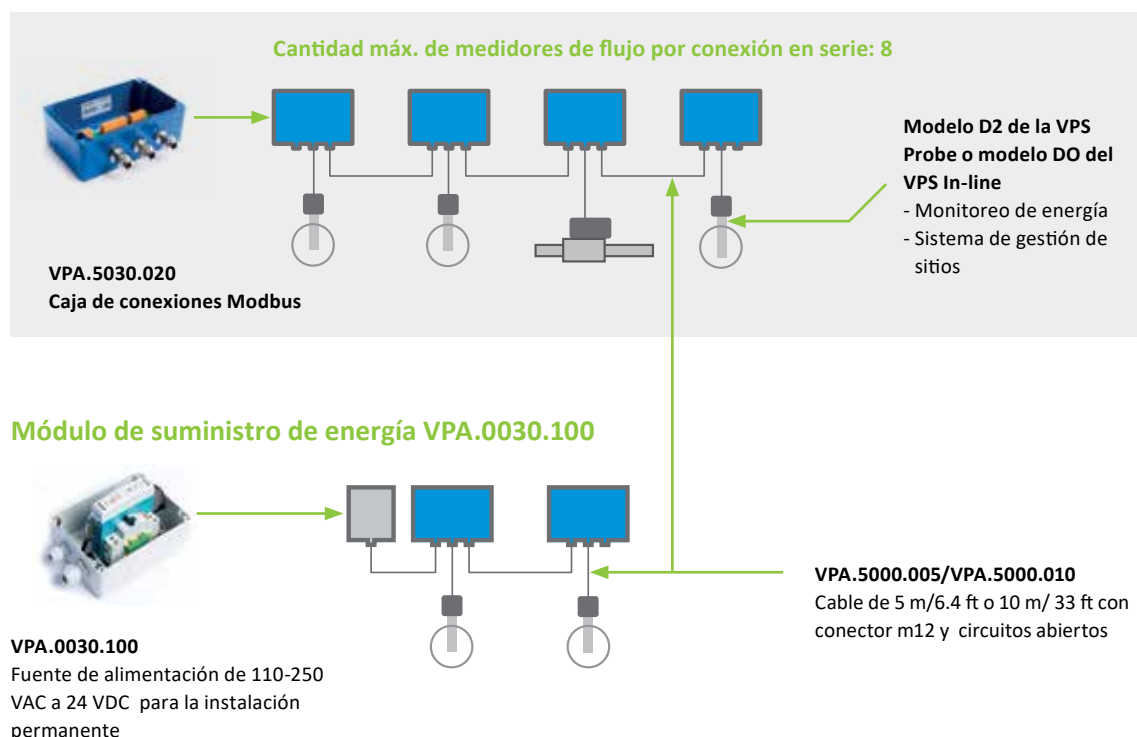 Cantidad máx. de medidores de flujo por conexión en serie: 8
Modelo D2 de la VPS
Probe o modelo DO del
VPS In-line
- Monitoreo de energía
- Sistema de gestión de
sitios
VPA.5030.020
Caja de conexiones Modbus
Módulo de suministro de energía VPA.0030.100
VPA.5000.005/VPA.5000.010
Cable de 5 m/6.4 ft o 10 m/ 33 ft con
conector m12 y circuitos abiertos
VPA.0030.100
Fuente de alimentación de 110-250
VAC a 24 VDC para la instalación
permanente